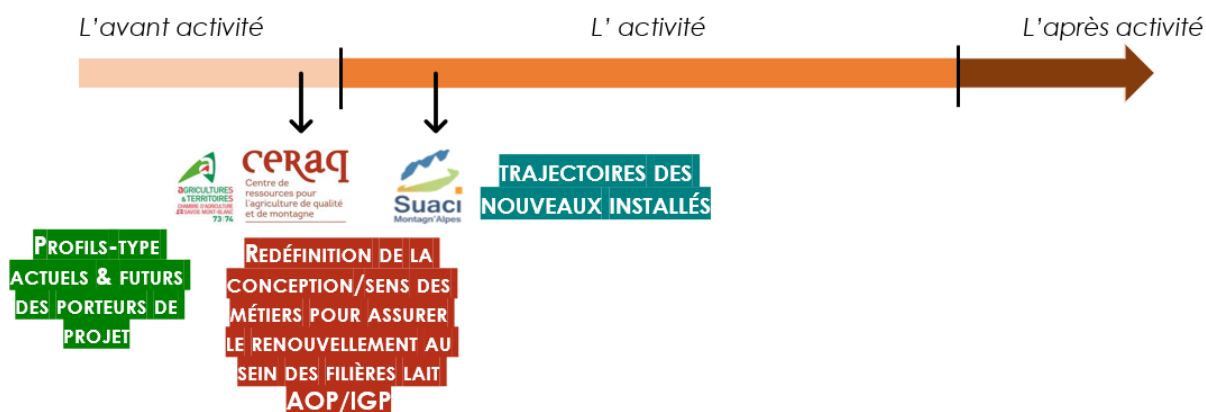 L'avant activité
L' activité
L'après activité
AGRICULTURES
& TERRITOIRES
CHAMBRE D'AGRICULTURE
SAVOIE MONT-BLANC
73|74
ceraq
Centre de
ressources pour
l'agriculture de qualité
et de montagne
Suaci
Montagn'Alpes
TRAJECTOIRES DES
NOUVEAUX INSTALLÉS
PROFILS-TYPE
ACTUELS & FUTURS
DES PORTEURS DE
PROJET
REDÉFINITION DE LA
CONCEPTION/SENS DES
MÉTIERS POUR ASSURER
LE RENOUVELLEMENT AU
SEIN DES FILIÈRES LAIT
AOP/IGP